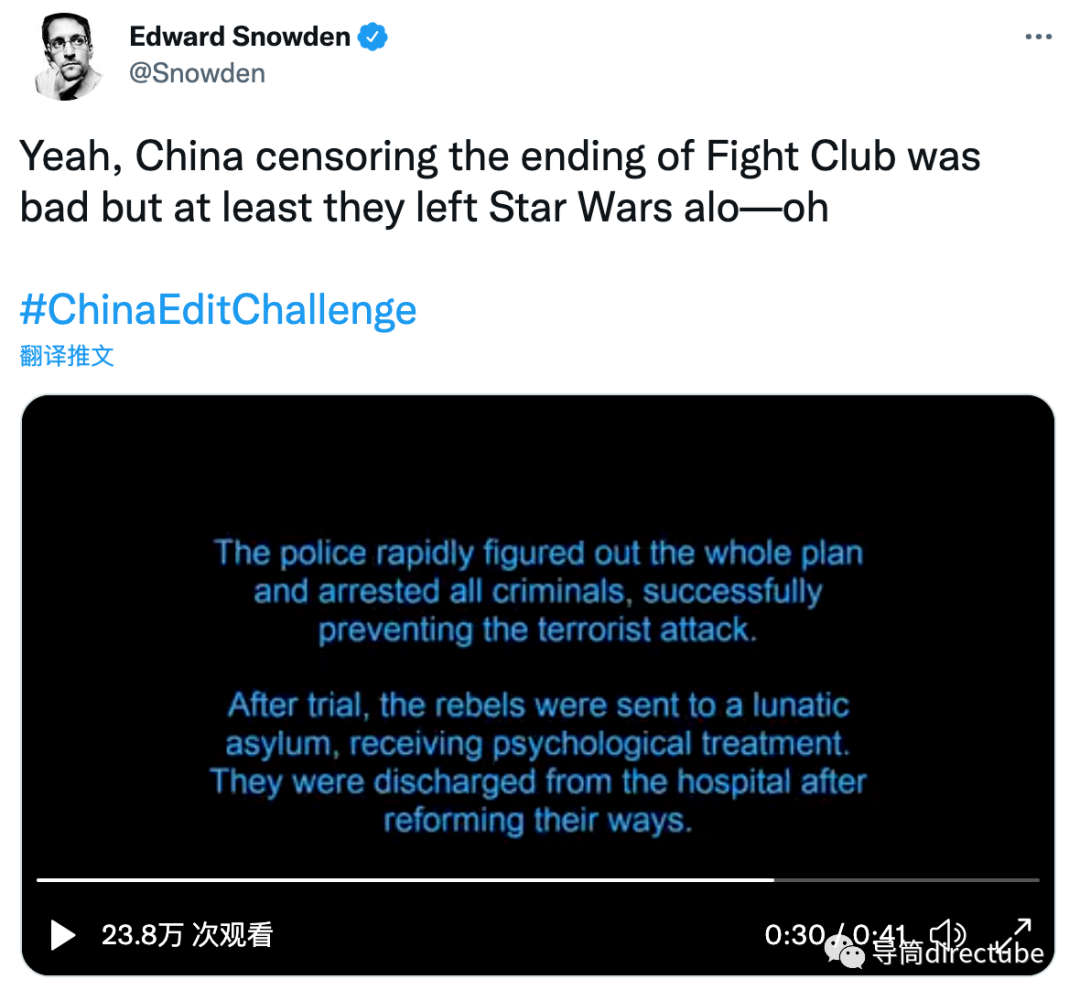 Edward Snowden
@Snowden
Yeah, China censoring the ending of Fight Club was
bad but at least they left Star Wars alo—oh
#ChinaEditChallenge
翻译推文
The police rapidly figured out the whole plan
and arrested all criminals, successfully
preventing the terrorist attack.
After trial, the rebels were sent to a lunatic
asylum, receiving psychological treatment.
They were discharged from the hospital after
reforming their ways.
23.8万 次观看
0:30 / 0:41
导筒directube